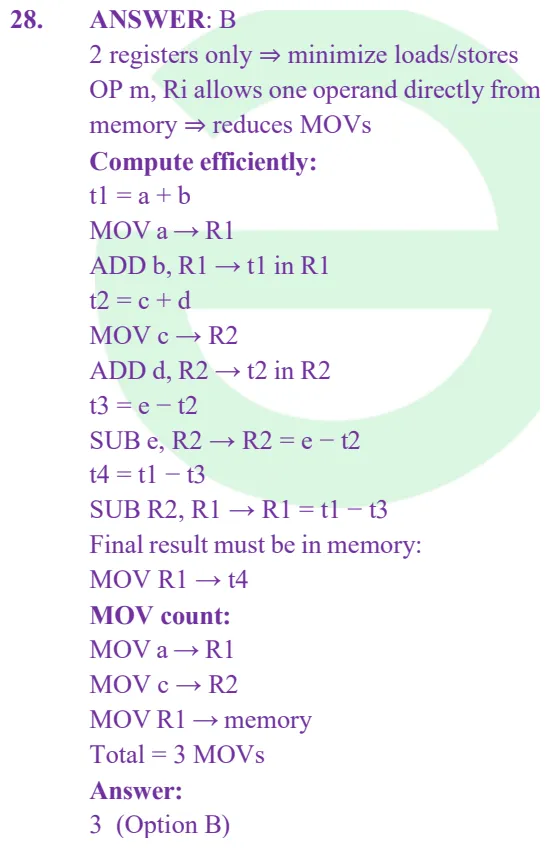 28. ANSWER: B
2 registers only ⇒ minimize loads/stores
OP m, Ri allows one operand directly from
memory ⇒ reduces MOVs
Compute efficiently:
t1 = a + b
MOV a → R1
ADD b, R1 → t1 in R1
t2 = c + d
MOV c → R2
ADD d, R2 → t2 in R2
t3 = e − t2
SUB e, R2 → R2 = e − t2
t4 = t1 − t3
SUB R2, R1 → R1 = t1 − t3
Final result must be in memory:
MOV R1 → t4
MOV count:
MOV a → R1
MOV c → R2
MOV R1 → memory
Total = 3 MOVs
Answer:
3 (Option B)